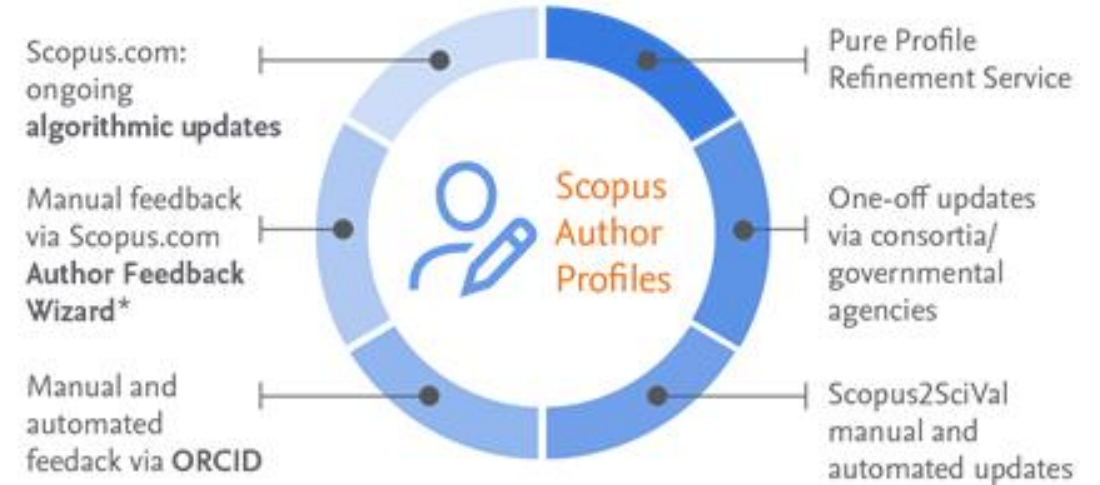 Scopus.com:
ongoing
algorithmic updates
Manual feedback
via Scopus.com
Author Feedback
Wizard*
Manual and
automated
feedack via ORCID
Scopus
Author
Profiles
Pure Profile
Refinement Service
One-off updates
via consortia/
governmental
agencies
Scopus2SciVal
manual and
automated updates